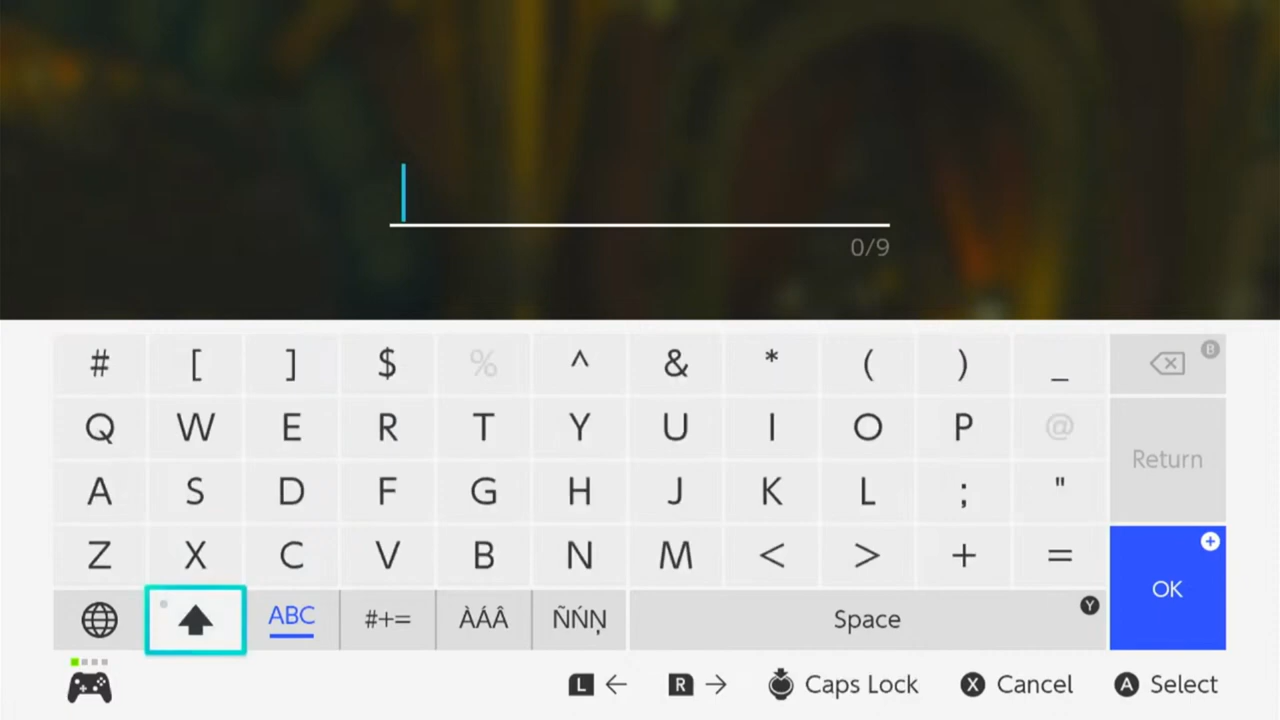 0/9
# [ ] $ % ^ & * ( ) _ B
Q W E R T Y U I O P @
Return
A S D F G H J K L ; "
Z X C V B N M < > + =
OK
ABC #+= ÀÁÂ ÑŃŅ Space Y
L ← R → Caps Lock X Cancel A Select